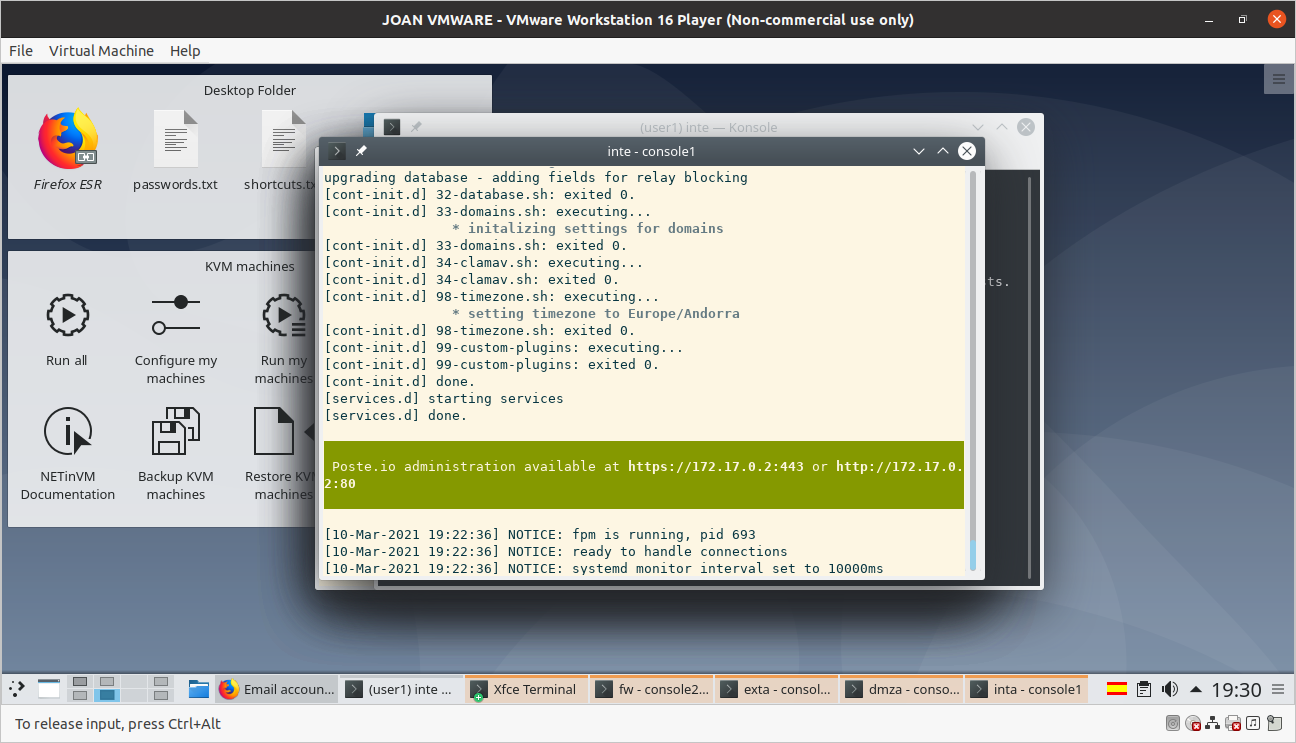 JOAN VMWARE - VMware Workstation 16 Player (Non-commercial use only)
File Virtual Machine Help
Desktop Folder
Firefox ESR
passwords.txt
KVM machines
Run all
Configure my
machines
Run my
machines
NETinVM
Documentation
Backup KVM
machines
Restore
machines
(user1) inte — Konsole
inte - console1
upgrading database - adding fields for relay blocking
[cont-init.d] 32-database.sh: exited 0.
[cont-init.d] 33-domains.sh: executing...
* initalizing settings for domains
[cont-init.d] 33-domains.sh: exited 0.
[cont-init.d] 34-clamav.sh: executing...
[cont-init.d] 34-clamav.sh: exited 0.
[cont-init.d] 98-timezone.sh: executing...
* setting timezone to Europe/Andorra
[cont-init.d] 98-timezone.sh: exited 0.
[cont-init.d] 99-custom-plugins: executing...
[cont-init.d] 99-custom-plugins: exited 0.
[cont-init.d] done.
[services.d] starting services
[services.d] done.
Poste.io administration available at https://172.17.0.2:443 or http://172.17.0.
2:80
[10-Mar-2021 19:22:36] NOTICE: fpm is running, pid 693
[10-Mar-2021 19:22:36] NOTICE: ready to handle connections
[10-Mar-2021 19:22:36] NOTICE: systemd monitor interval set to 10000ms
ts.
Email accoun...
(user1) inte ...
Xfce Terminal
fw - console2...
exta - consol...
dmza - conso...
inta - console1
19:30
To release input, press Ctrl+Alt